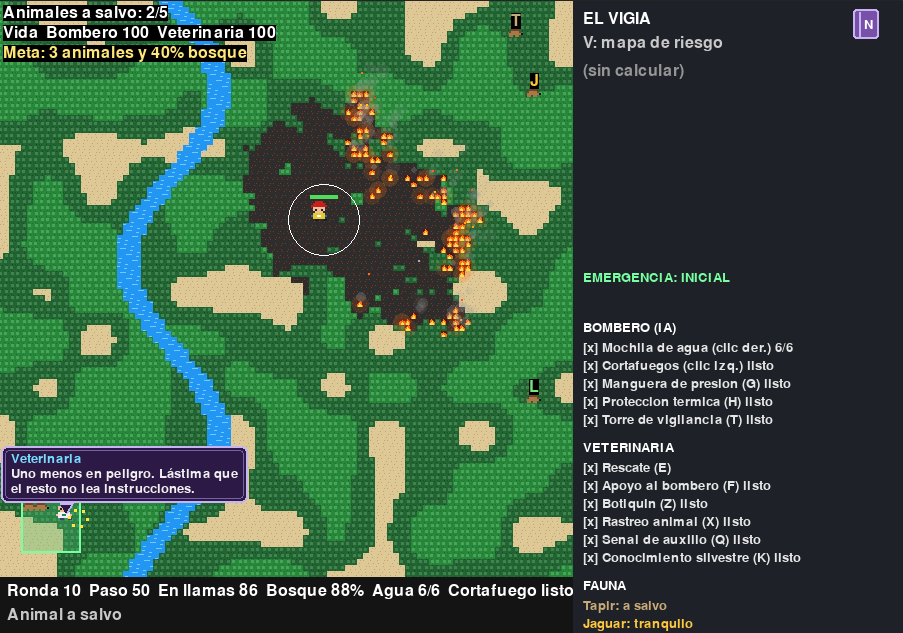 Animales a salvo: 2/5
Vida Bombero 100 Veterinaria 100
Meta: 3 animales y 40% bosque
T
J
L
Veterinaria
Uno menos en peligro. Lástima que
el resto no lea instrucciones.
Ronda 10 Paso 50 En llamas 86 Bosque 88% Agua 6/6 Cortafuego listo
Animal a salvo
EL VIGIA
N
V: mapa de riesgo
(sin calcular)
EMERGENCIA: INICIAL
BOMBERO (IA)
[x] Mochila de agua (clic der.) 6/6
[x] Cortafuegos (clic izq.) listo
[x] Manguera de presion (G) listo
[x] Proteccion termica (H) listo
[x] Torre de vigilancia (T) listo
VETERINARIA
[x] Rescate (E)
[x] Apoyo al bombero (F) listo
[x] Botiquin (Z) listo
[x] Rastreo animal (X) listo
[x] Senal de auxilio (Q) listo
[x] Conocimiento silvestre (K) listo
FAUNA
Tapir: a salvo
Jaguar: tranquilo